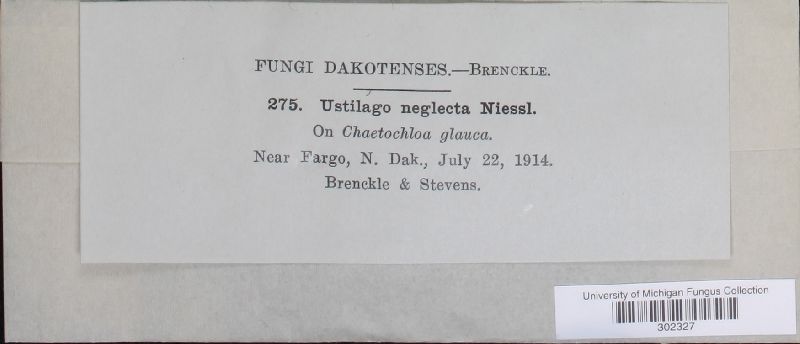 FUNGI DAKOTENSES.—BRENCKLE.
275. Ustilago neglecta Niessl.
On Chaetochloa glauca.
Near Fargo, N. Dak., July 22, 1914.
Brenckle & Stevens.
University of Michigan Fungus Collection
302327